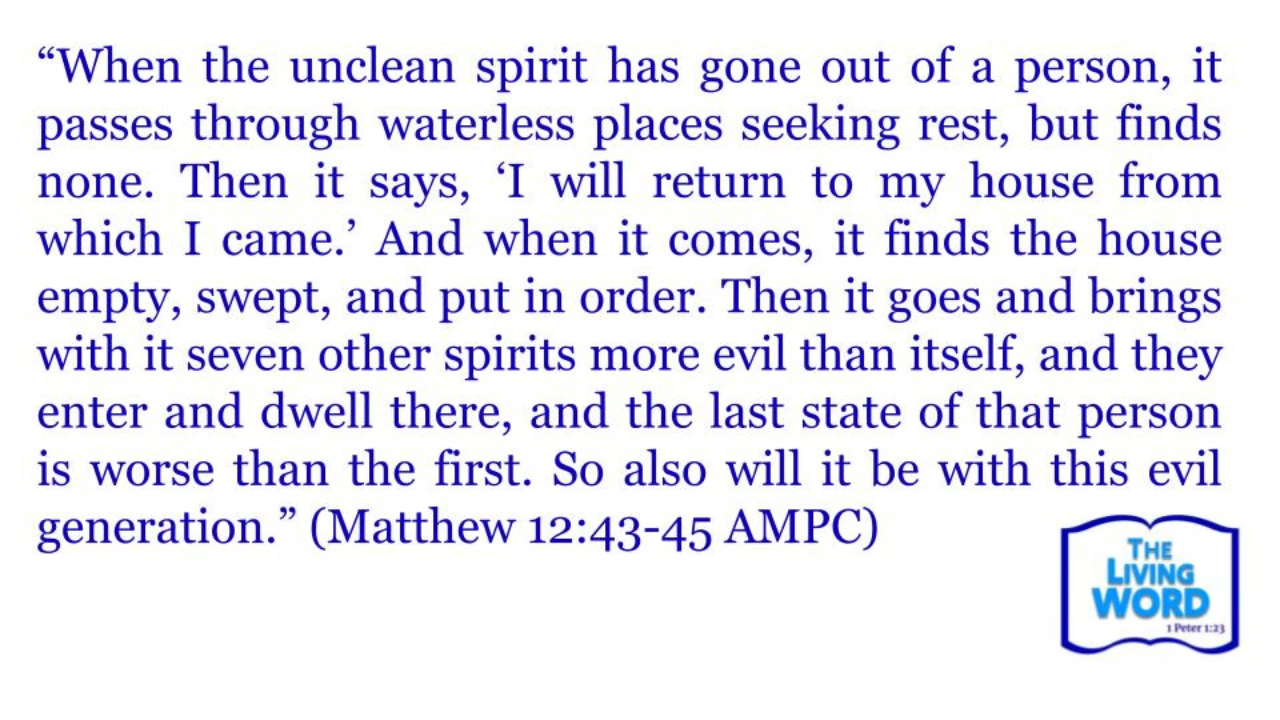 “When the unclean spirit has gone out of a person, it
passes through waterless places seeking rest, but finds
none. Then it says, ‘I will return to my house from
which I came.’ And when it comes, it finds the house
empty, swept, and put in order. Then it goes and brings
with it seven other spirits more evil than itself, and they
enter and dwell there, and the last state of that person
is worse than the first. So also will it be with this evil
generation.” (Matthew 12:43-45 AMPC)
THE
LIVING
WORD
1 Peter 1:23